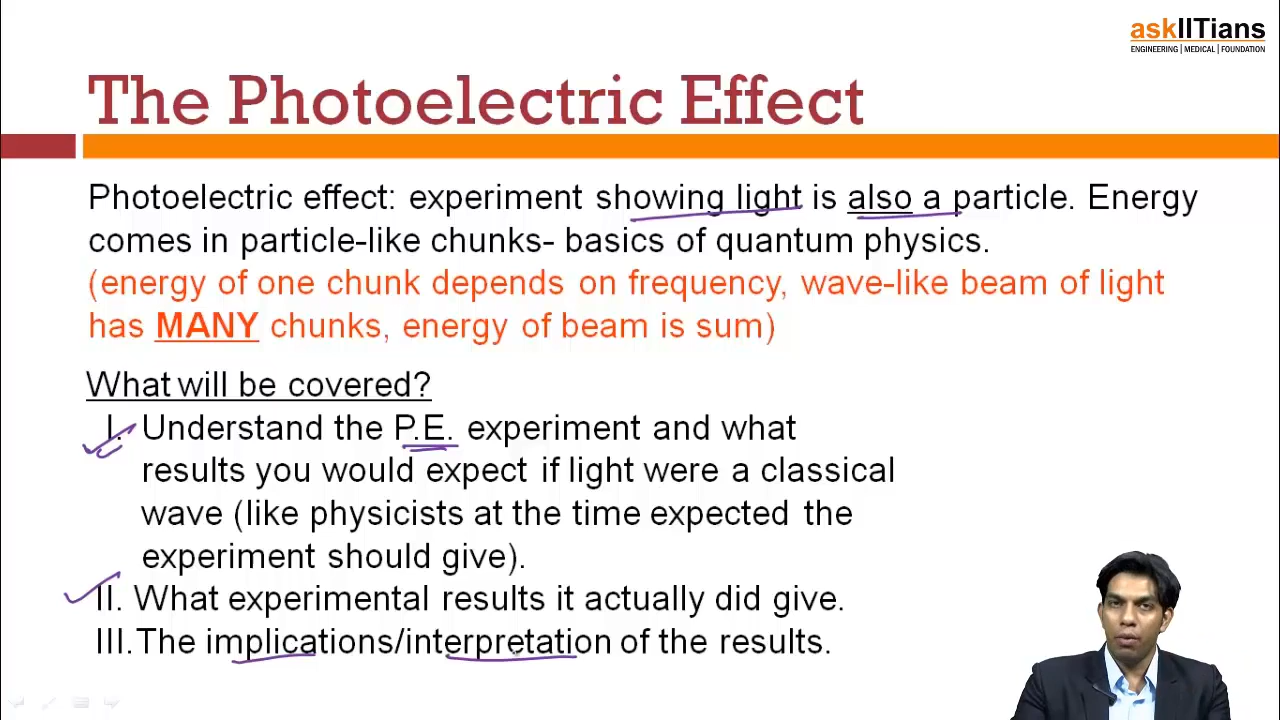 askIITians
ENGINEERING | MEDICAL | FOUNDATION
The Photoelectric Effect
Photoelectric effect: experiment showing light is also a particle. Energy
comes in particle-like chunks- basics of quantum physics.
(energy of one chunk depends on frequency, wave-like beam of light
has MANY chunks, energy of beam is sum)
What will be covered?
I. Understand the P.E. experiment and what
results you would expect if light were a classical
wave (like physicists at the time expected the
experiment should give).
II. What experimental results it actually did give.
III. The implications/interpretation of the results.